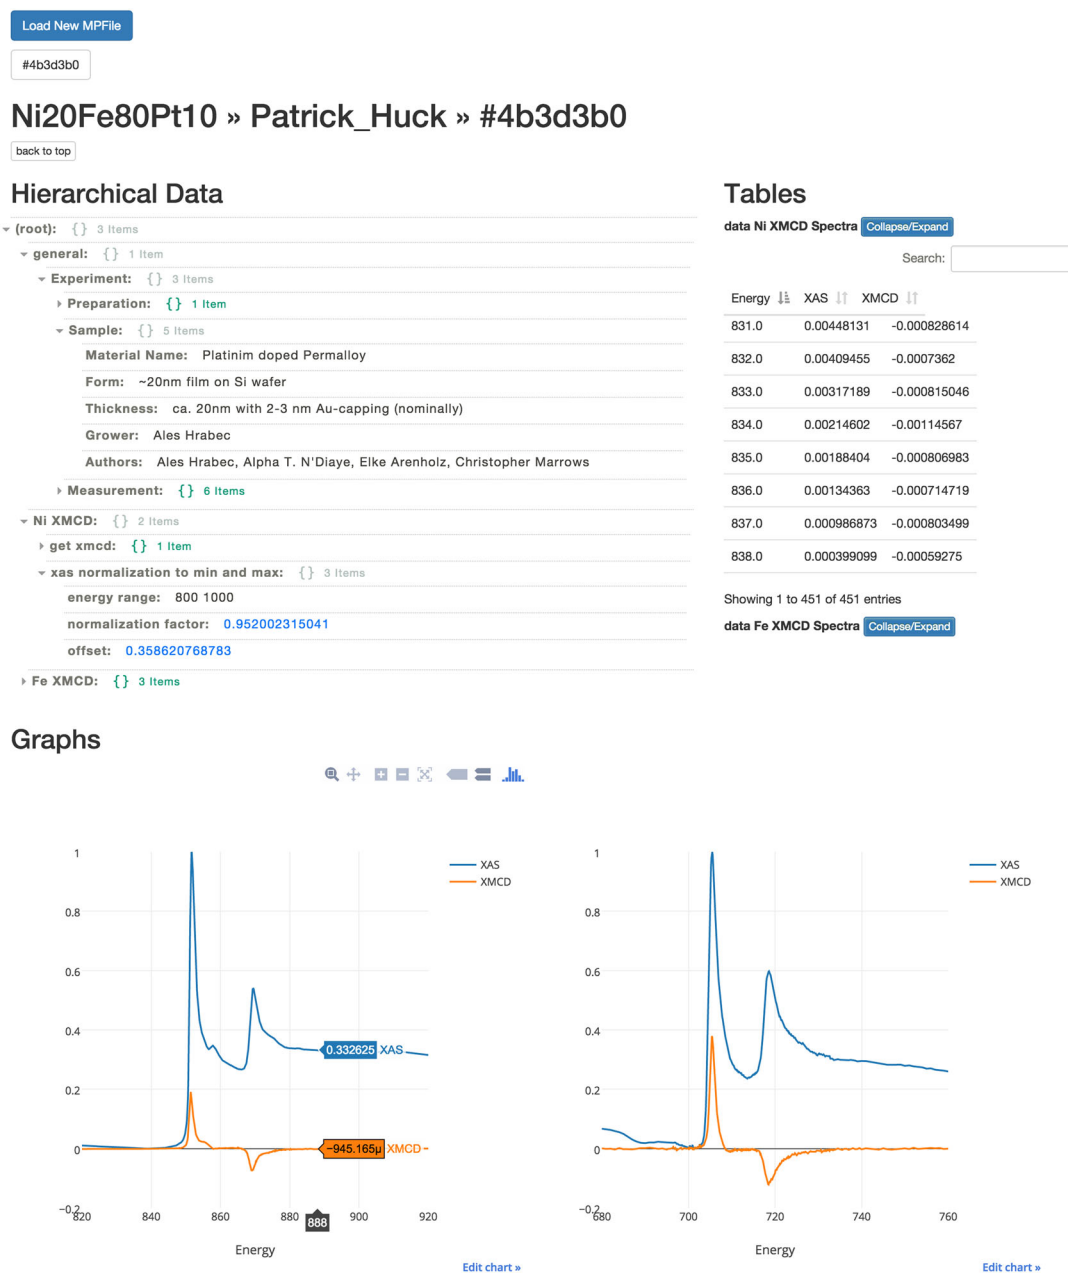 Load New MPFile
#4b3d3b0
Ni20Fe80Pt10 » Patrick_Huck » #4b3d3b0
back to top
Hierarchical Data
(root): {} 3 Items
general: {} 1 Item
Experiment: {} 3 Items
Preparation: {} 1 Item
Sample: {} 5 Items
Material Name: Platinim doped Permalloy
Form: ~20nm film on Si wafer
Thickness: ca. 20nm with 2-3 nm Au-capping (nominally)
Grower: Ales Hrabec
Authors: Ales Hrabec, Alpha T. N'Diaye, Elke Arenholz, Christopher Marrows
Measurement: {} 6 Items
Ni XMCD: {} 2 Items
get xmcd: {} 1 Item
xas normalization to min and max: {} 3 Items
energy range: 800 1000
normalization factor: 0.952002315041
offset: 0.358620768783
Fe XMCD: {} 3 Items
Tables
data Ni XMCD Spectra Collapse/Expand
Search:
Energy XAS XMCD
831.0 0.00448131 -0.000828614
832.0 0.00409455 -0.0007362
833.0 0.00317189 -0.000815046
834.0 0.00214602 -0.00114567
835.0 0.00188404 -0.000806983
836.0 0.00134363 -0.000714719
837.0 0.000986873 -0.000803499
838.0 0.000399099 -0.00059275
Showing 1 to 451 of 451 entries
data Fe XMCD Spectra Collapse/Expand
Graphs
1
0.8
0.6
0.4
0.2
0
−0.2
820 840 860 880 888 900 920
Energy
XAS
XMCD
0.332625 XAS
−945.165µ XMCD
Edit chart »
1
0.8
0.6
0.4
0.2
0
−0.2
680 700 720 740 760
Energy
XAS
XMCD
Edit chart »